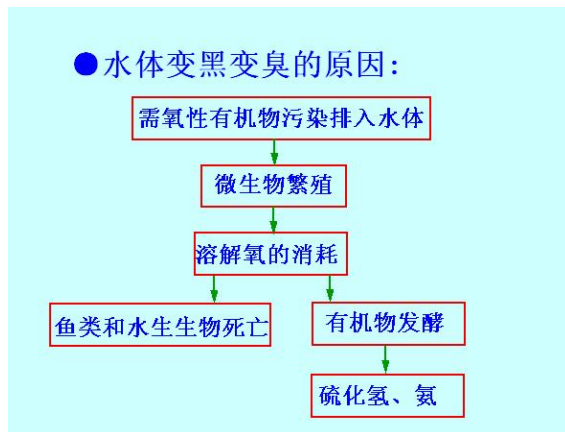 ●水体变黑变臭的原因：
需氧性有机物污染排入水体
微生物繁殖
溶解氧的消耗
鱼类和水生生物死亡
有机物发酵
硫化氢、氨